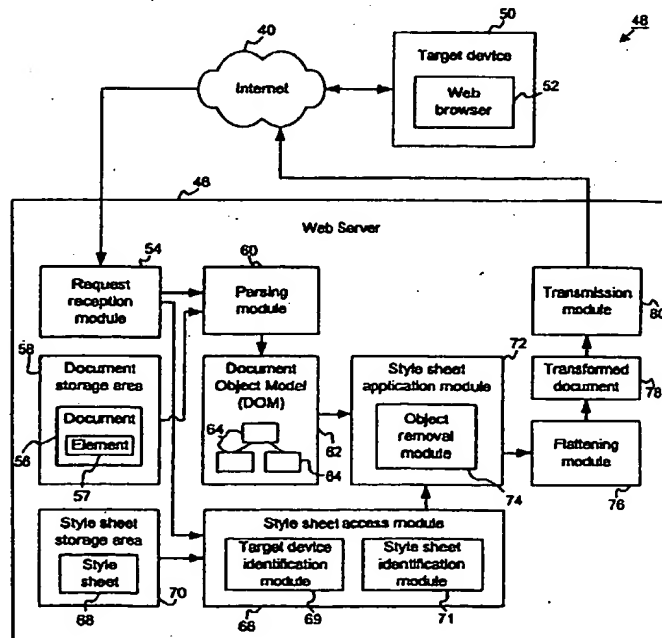 48
50
40
Target device
Internet
Web browser
52
46
Web Server
54
60
Request reception module
Parsing module
Transmission module
80
58
Document storage area
Document
Element
56
57
Document Object Model (DOM)
64
64
62
72
Style sheet application module
Object removal module
74
Transformed document
78
Flattening module
76
Style sheet storage area
Style sheet
68
70
Style sheet access module
Target device identification module
Style sheet identification module
66
69
71